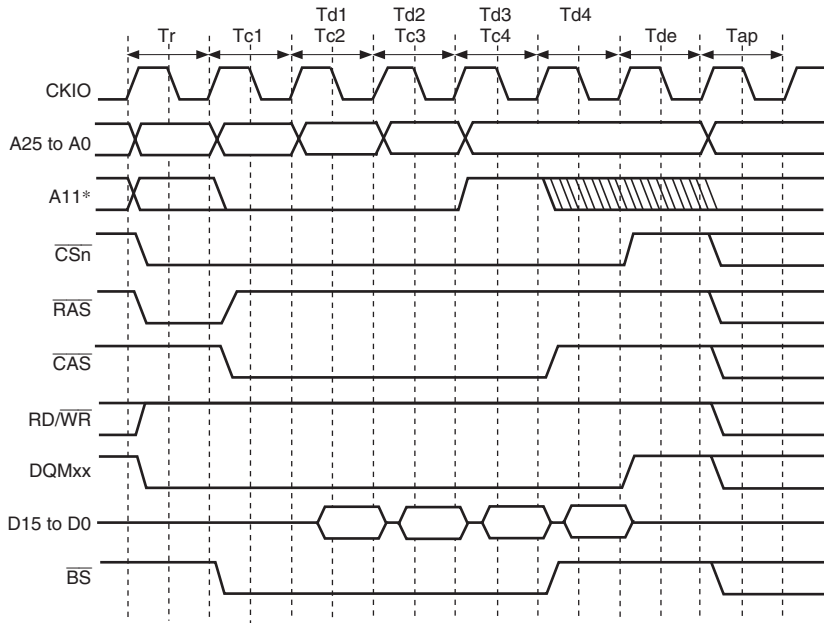 Td1 Td2 Td3 Td4
Tr Tc1 Tc2 Tc3 Tc4 Tde Tap
CKIO
A25 to A0
A11*
CSn
RAS
CAS
RD/WR
DQMxx
D15 to D0
BS